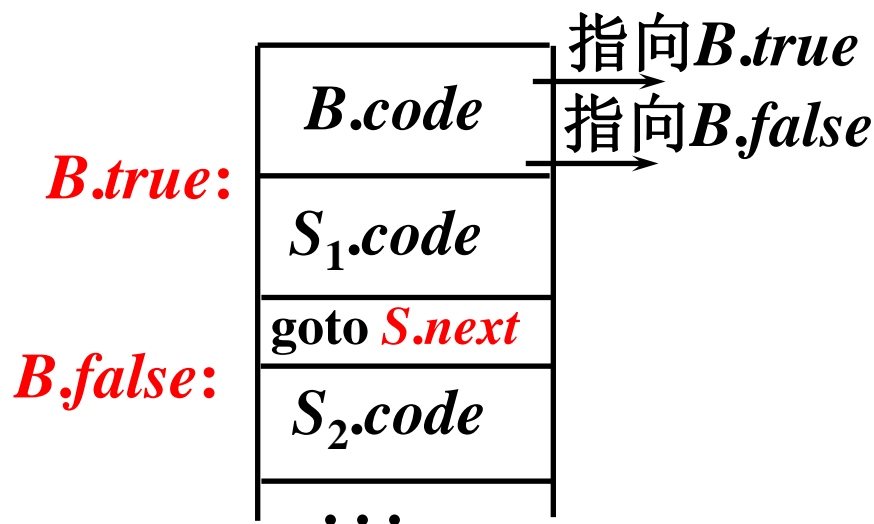 指向B.true
B.code
指向B.false
B.true:
S₁.code
goto S.next
B.false:
S₂.code
...